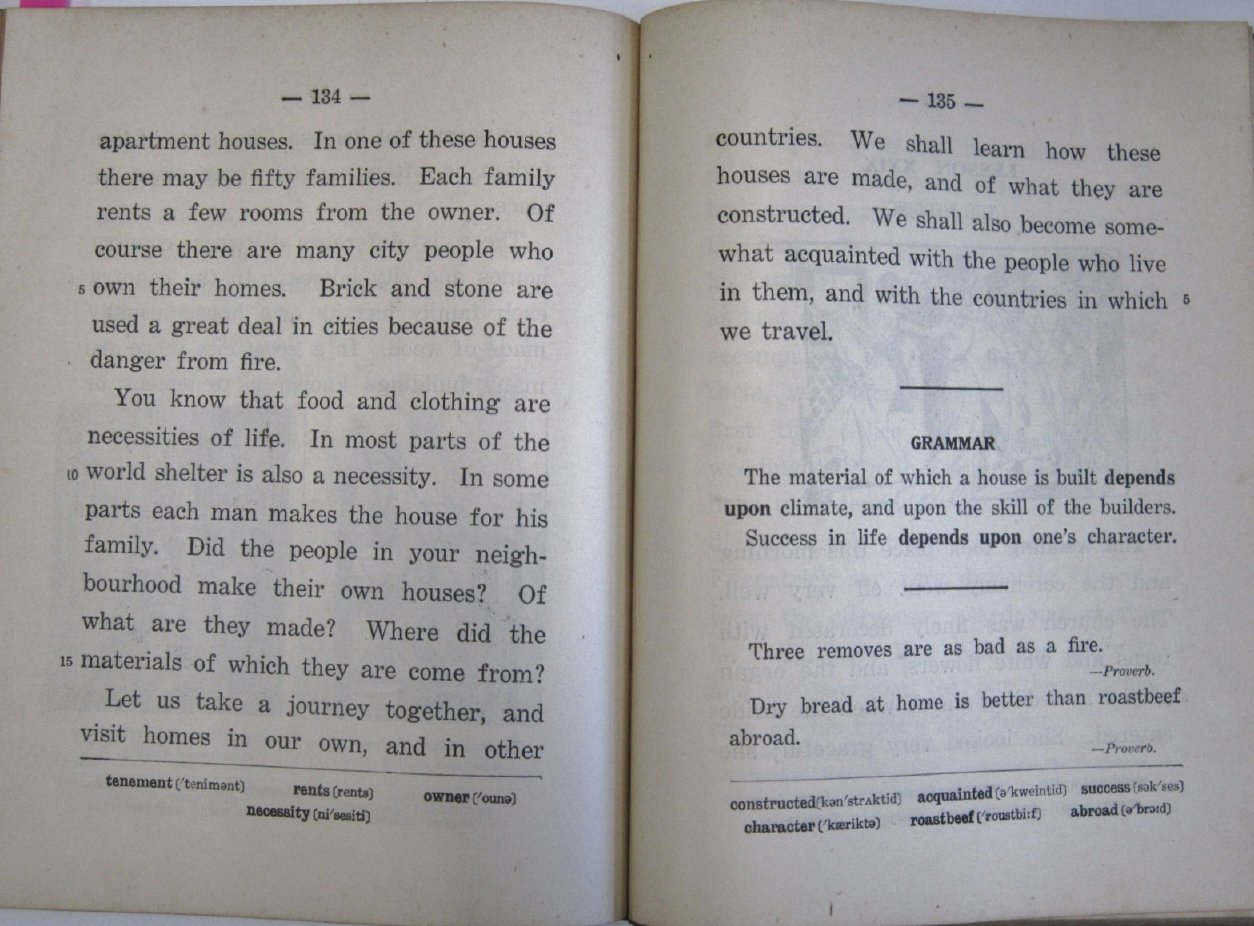 — 134 —
apartment houses. In one of these houses
there may be fifty families. Each family
rents a few rooms from the owner. Of
course there are many city people who
5 own their homes. Brick and stone are
used a great deal in cities because of the
danger from fire.
You know that food and clothing are
necessities of life. In most parts of the
10 world shelter is also a necessity. In some
parts each man makes the house for his
family. Did the people in your neigh-
bourhood make their own houses? Of
what are they made? Where did the
15 materials of which they are come from?
Let us take a journey together, and
visit homes in our own, and in other
tenement (′tenimənt) rents (rents) owner (′ounə)
necessity (ni′sesiti)
— 135 —
countries. We shall learn how these
houses are made, and of what they are
constructed. We shall also become some-
what acquainted with the people who live
in them, and with the countries in which 5
we travel.
GRAMMAR
The material of which a house is built depends
upon climate, and upon the skill of the builders.
Success in life depends upon one's character.
Three removes are as bad as a fire.
—Proverb.
Dry bread at home is better than roastbeef
abroad.
—Proverb.
constructed (kən′strʌktid) acquainted (ə′kweintid) success (sək′ses)
character (′kæriktə) roastbeef (′roustbi:f) abroad (ə′brɔ:d)